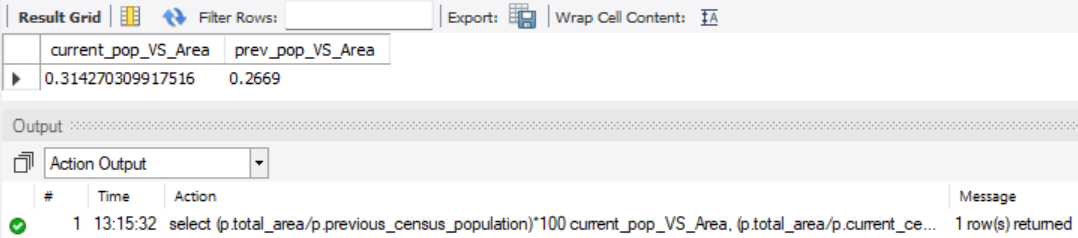 Result Grid Filter Rows: Export: Wrap Cell Content: IA
current_pop_VS_Area prev_pop_VS_Area
0.314270309917516 0.2669
Output
Action Output
# Time Action Message
1 13:15:32 select (p.total_area/p.previous_census_population)*100 current_pop_VS_Area, (p.total_area/p.current_ce... 1 row(s) returned